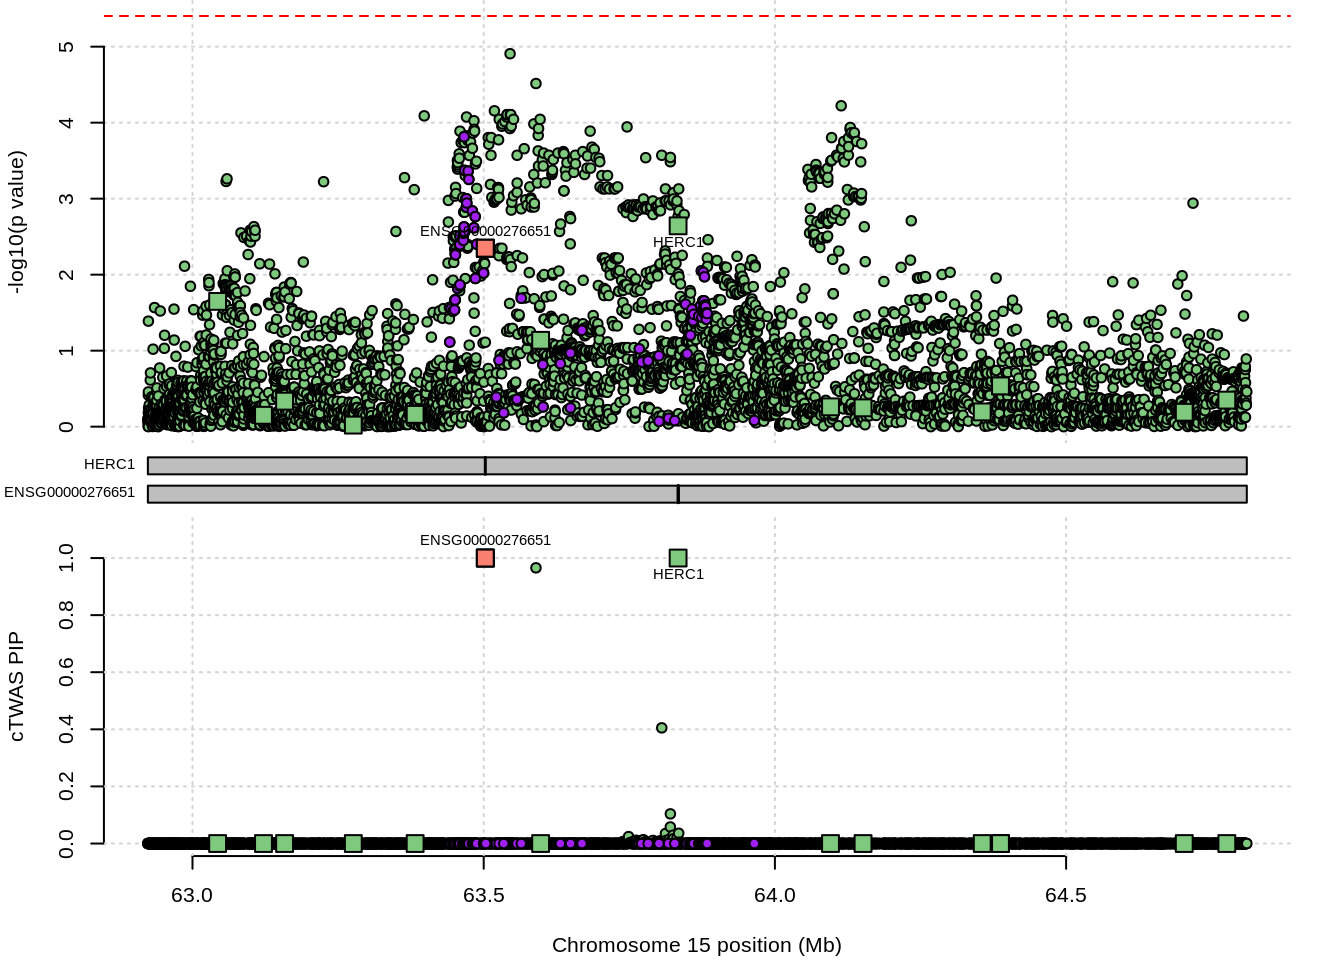 -log10(p value)
5
4
3
2
1
0
ENSG00000276651
HERC1
HERC1
ENSG00000276651
cTWAS PIP
1.0
0.8
0.6
0.4
0.2
0.0
ENSG00000276651
HERC1
63.0 63.5 64.0 64.5
Chromosome 15 position (Mb)